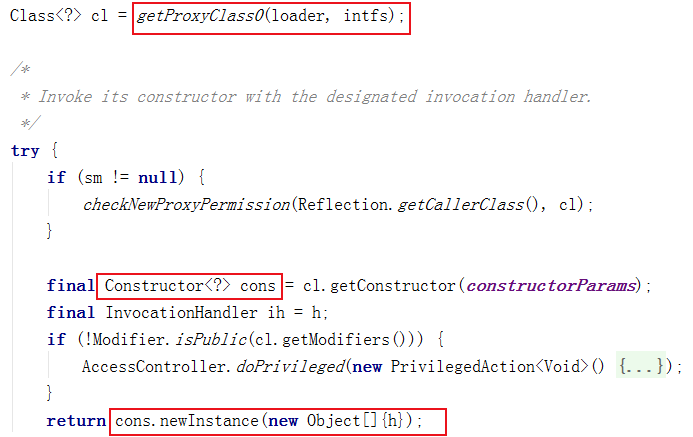 Class<?> cl = getProxyClass0(loader, intfs);
/*
* Invoke its constructor with the designated invocation handler.
*/
try {
if (sm != null) {
checkNewProxyPermission(Reflection.getCallerClass(), cl);
}
final Constructor<?> cons = cl.getConstructor(constructorParams);
final InvocationHandler ih = h;
if (!Modifier.isPublic(cl.getModifiers())) {
AccessController.doPrivileged(new PrivilegedAction<Void>() {...});
}
return cons.newInstance(new Object[]{h});